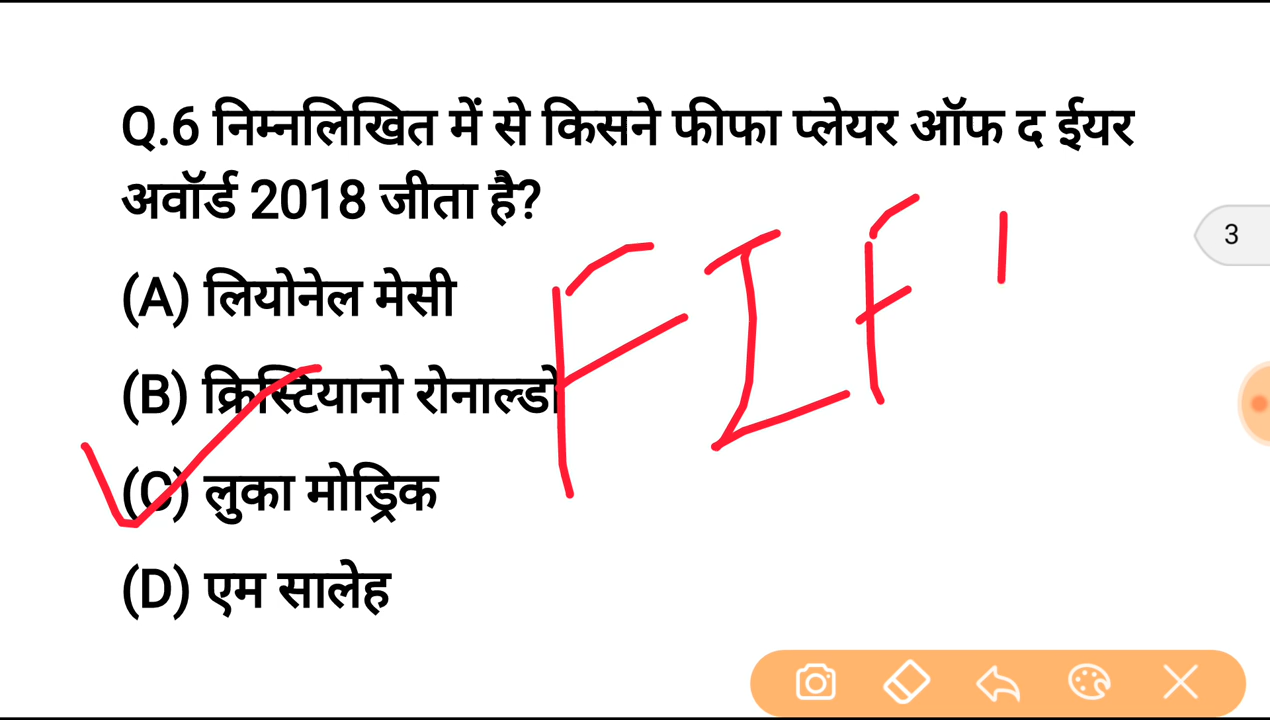 Q.6 निम्नलिखित में से किसने फीफा प्लेयर ऑफ द ईयर
अवॉर्ड 2018 जीता है?
(A) लियोनेल मेसी
(B) क्रिस्टियानो रोनाल्डो
(C) लुका मोड्रिक
(D) एम सालेह
FIF
3